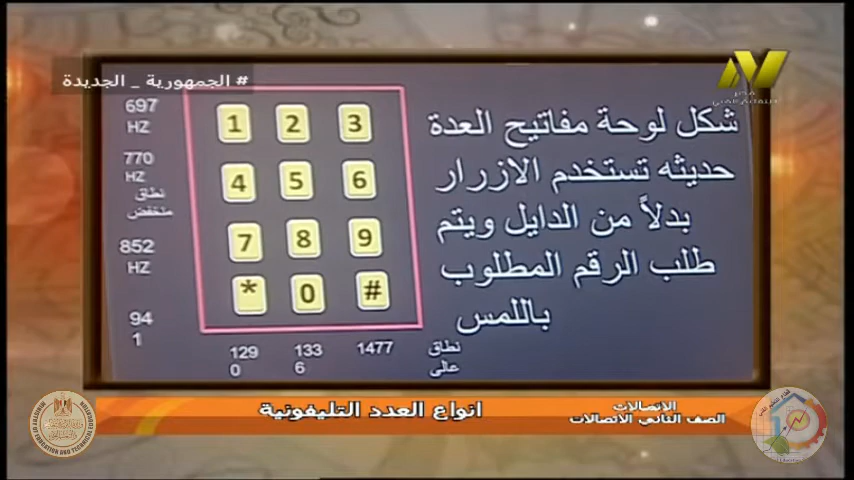 # الجمهورية _ الجديدة
شكل لوحة مفاتيح العدة
حديثه تستخدم الازرار
بدلاً من الدايل ويتم
طلب الرقم المطلوب
باللمس
697
HZ
770
HZ
نطاق
منخفض
852
HZ
94
1
1 2 3
4 5 6
7 8 9
* 0 #
129
0
133
6
1477
نطاق
عالى
الاتصالات
الصف الثاني الاتصالات
انواع العدد التليفونية